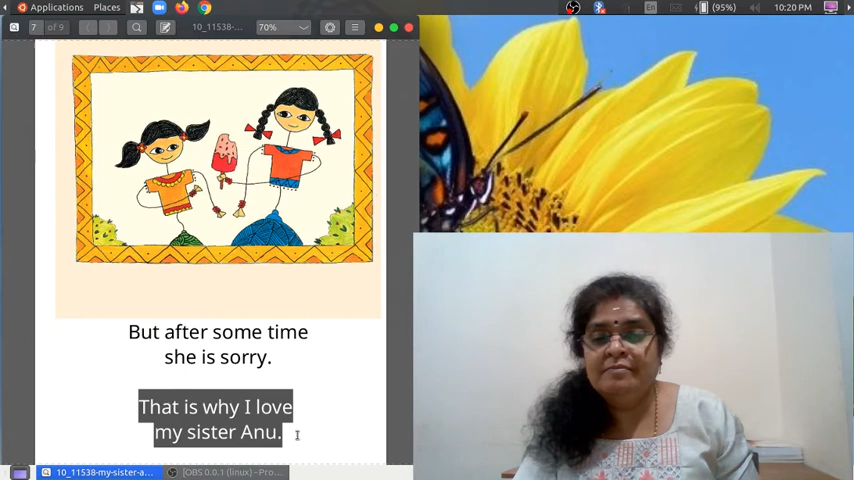 Applications Places En (95%) 10:20 PM
7 of 9 10_11538-... 70%
But after some time
she is sorry.
That is why I love
my sister Anu.
10_11538-my-sister-a... [OBS 0.0.1 (linux) - Pro...